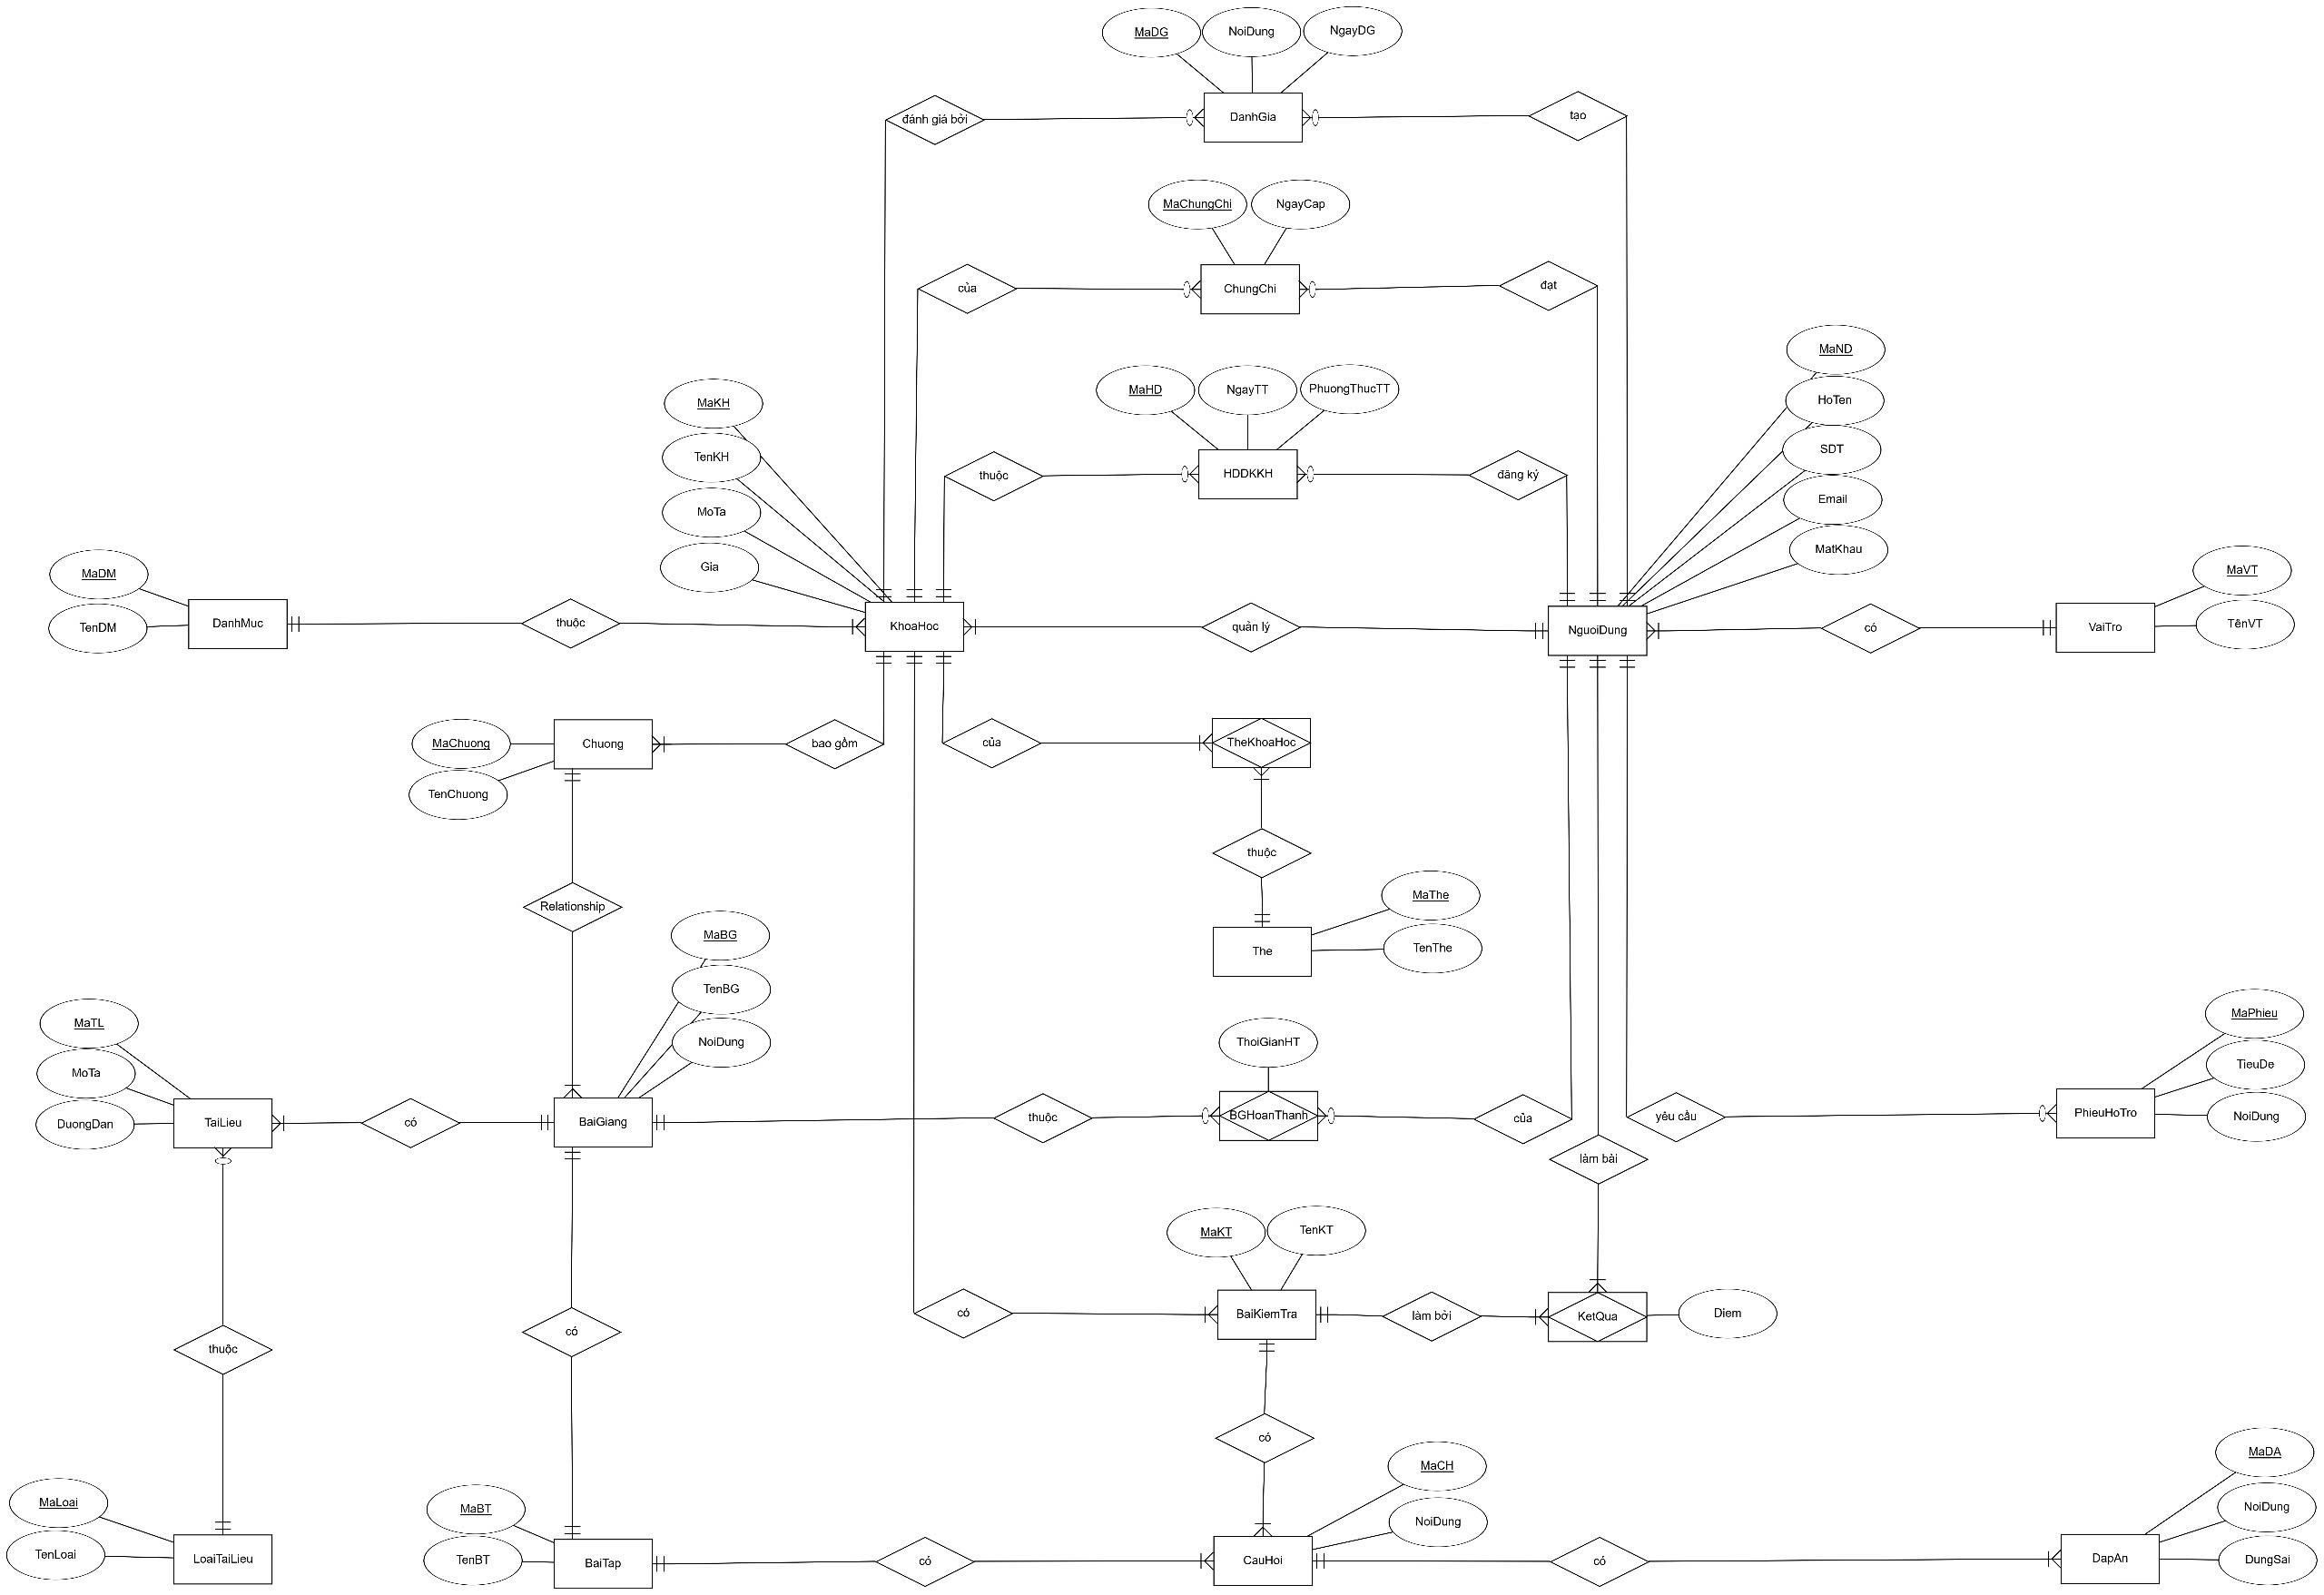 MaDG
NoiDung
NgayDG
đánh giá bởi
DanhGia
tạo
MaChungChi
NgayCap
của
ChungChi
đạt
MaND
MaKH
MaHD
NgayTT
PhuongThucTT
HoTen
TenKH
SDT
thuộc
HDDKKH
đăng ký
MoTa
Email
Gia
MatKhau
MaDM
MaVT
TenDM
DanhMuc
thuộc
KhoaHoc
quản lý
NguoiDung
có
VaiTro
TênVT
MaChuong
Chuong
bao gồm
của
TheKhoaHoc
TenChuong
thuộc
MaThe
Relationship
MaBG
The
TenThe
TenBG
MaTL
MaPhieu
NoiDung
ThoiGianHT
MoTa
TieuDe
DuongDan
TaiLieu
có
BaiGiang
thuộc
BGHoanThanh
của
yêu cầu
PhieuHoTro
NoiDung
làm bài
MaKT
TenKT
có
BaiKiemTra
làm bởi
KetQua
Diem
có
thuộc
có
MaCH
MaDA
MaLoai
MaBT
NoiDung
NoiDung
TenLoai
LoaiTaiLieu
TenBT
BaiTap
có
CauHoi
có
DapAn
DungSai